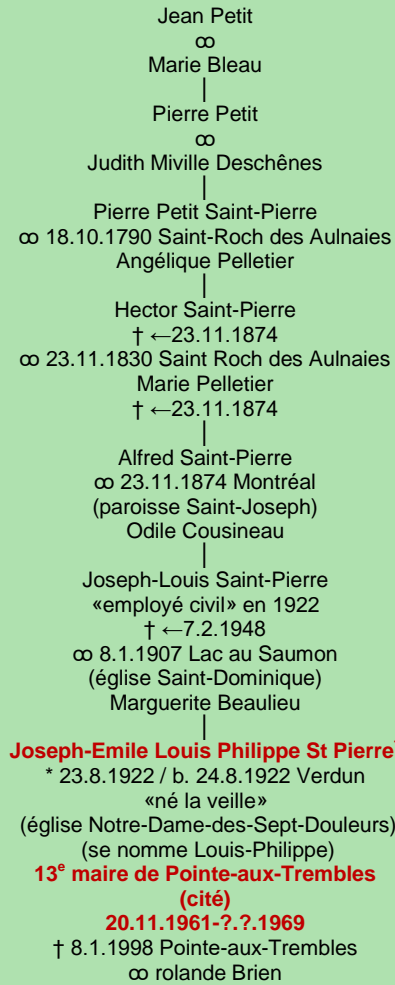 Jean Petit
ꝏ
Marie Bleau
|
Pierre Petit
ꝏ
Judith Miville Deschênes
|
Pierre Petit Saint-Pierre
ꝏ 18.10.1790 Saint-Roch des Aulnaies
Angélique Pelletier
|
Hector Saint-Pierre
† ←23.11.1874
ꝏ 23.11.1830 Saint Roch des Aulnaies
Marie Pelletier
† ←23.11.1874
|
Alfred Saint-Pierre
ꝏ 23.11.1874 Montréal
(paroisse Saint-Joseph)
Odile Cousineau
|
Joseph-Louis Saint-Pierre
«employé civil» en 1922
† ←7.2.1948
ꝏ 8.1.1907 Lac au Saumon
(église Saint-Dominique)
Marguerite Beaulieu
|
Joseph-Emile Louis Philippe St Pierre
* 23.8.1922 / b. 24.8.1922 Verdun
«né la veille»
(église Notre-Dame-des-Sept-Douleurs)
(se nomme Louis-Philippe)
13e maire de Pointe-aux-Trembles
(cité)
20.11.1961-?.?.1969
† 8.1.1998 Pointe-aux-Trembles
ꝏ rolande Brien